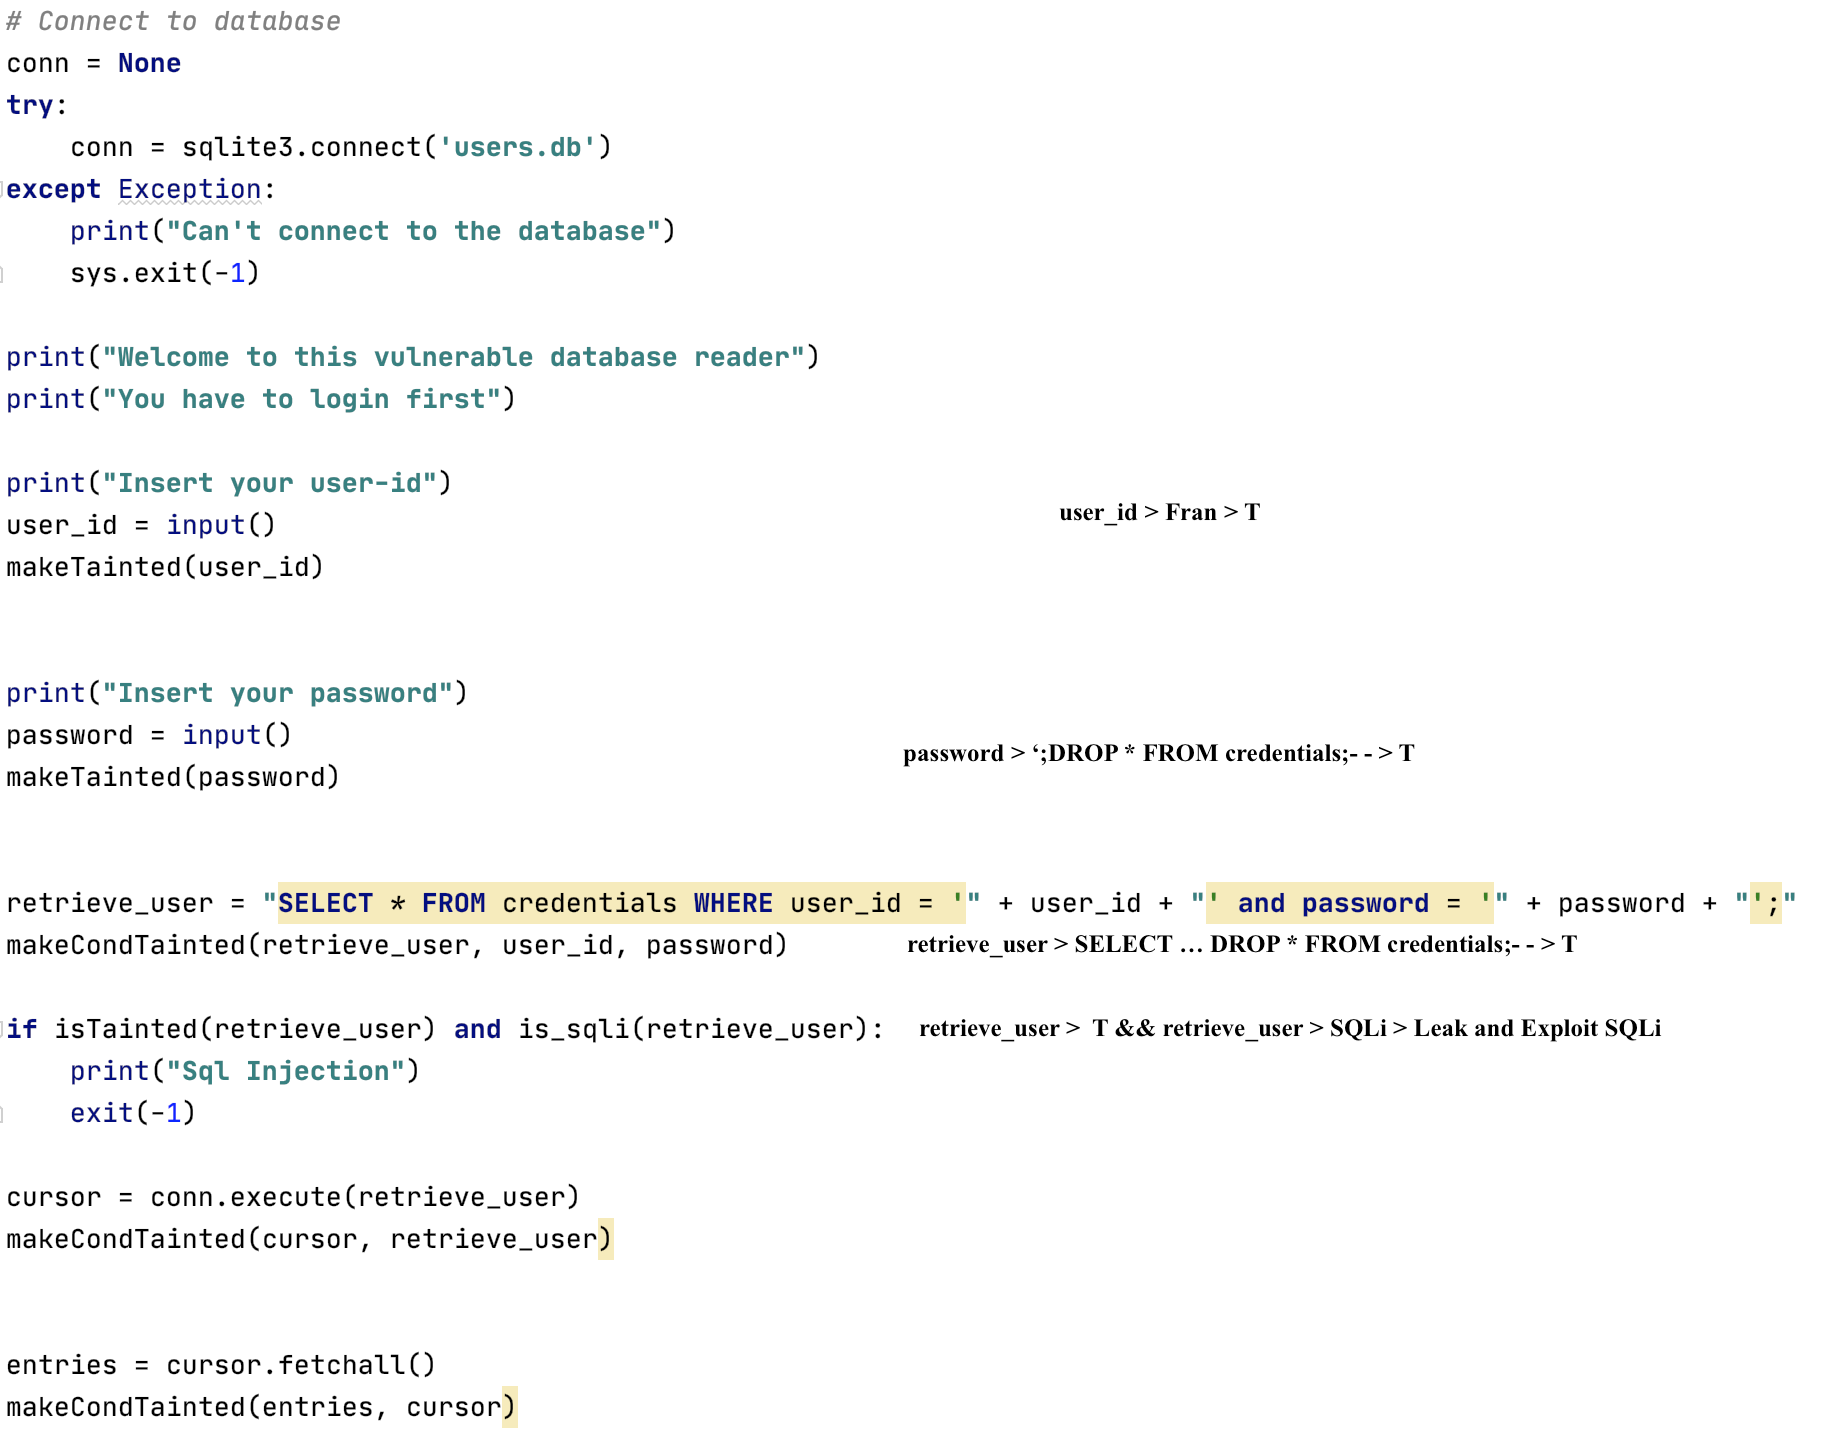 # Connect to database
conn = None
try:
    conn = sqlite3.connect('users.db')
except Exception:
    print("Can't connect to the database")
    sys.exit(-1)
print("Welcome to this vulnerable database reader")
print("You have to login first")
print("Insert your user-id")
user_id > Fran > T
user_id = input()
makeTainted(user_id)
print("Insert your password")
password = input()
password > ‘;DROP * FROM credentials;- - > T
makeTainted(password)
retrieve_user = "SELECT * FROM credentials WHERE user_id = '" + user_id + "' and password = '" + password + "';"
makeCondTainted(retrieve_user, user_id, password) retrieve_user > SELECT … DROP * FROM credentials;- - > T
if isTainted(retrieve_user) and is_sqli(retrieve_user): retrieve_user > T && retrieve_user > SQLi > Leak and Exploit SQLi
    print("Sql Injection")
    exit(-1)
cursor = conn.execute(retrieve_user)
makeCondTainted(cursor, retrieve_user)
entries = cursor.fetchall()
makeCondTainted(entries, cursor)